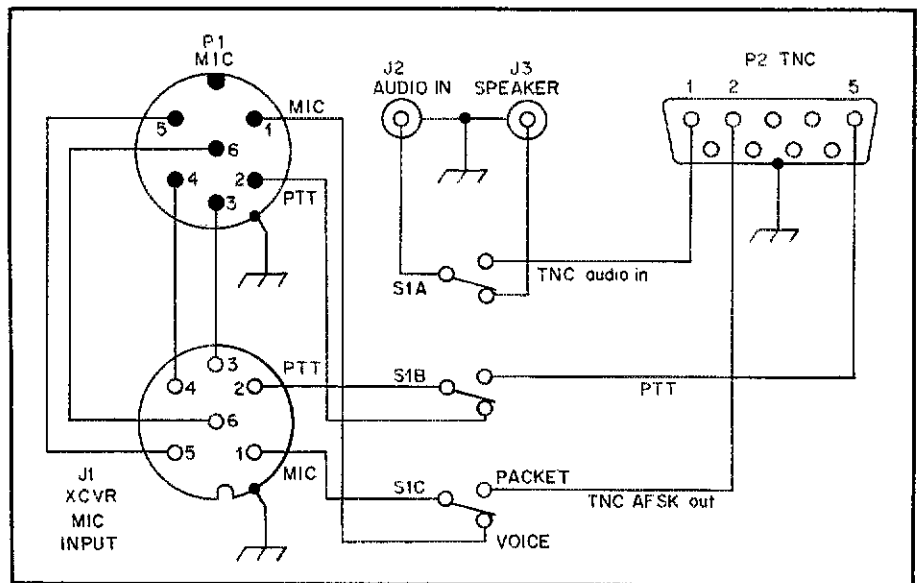 P1
MIC
MIC
5
1
6
4
2
PTT
3
J2
AUDIO IN
J3
SPEAKER
P2 TNC
1
2
5
S1A
TNC audio in
3
PTT
4
2
6
5
1
MIC
J1
XCVR
MIC
INPUT
S1B
PTT
S1C
PACKET
TNC AFSK out
VOICE